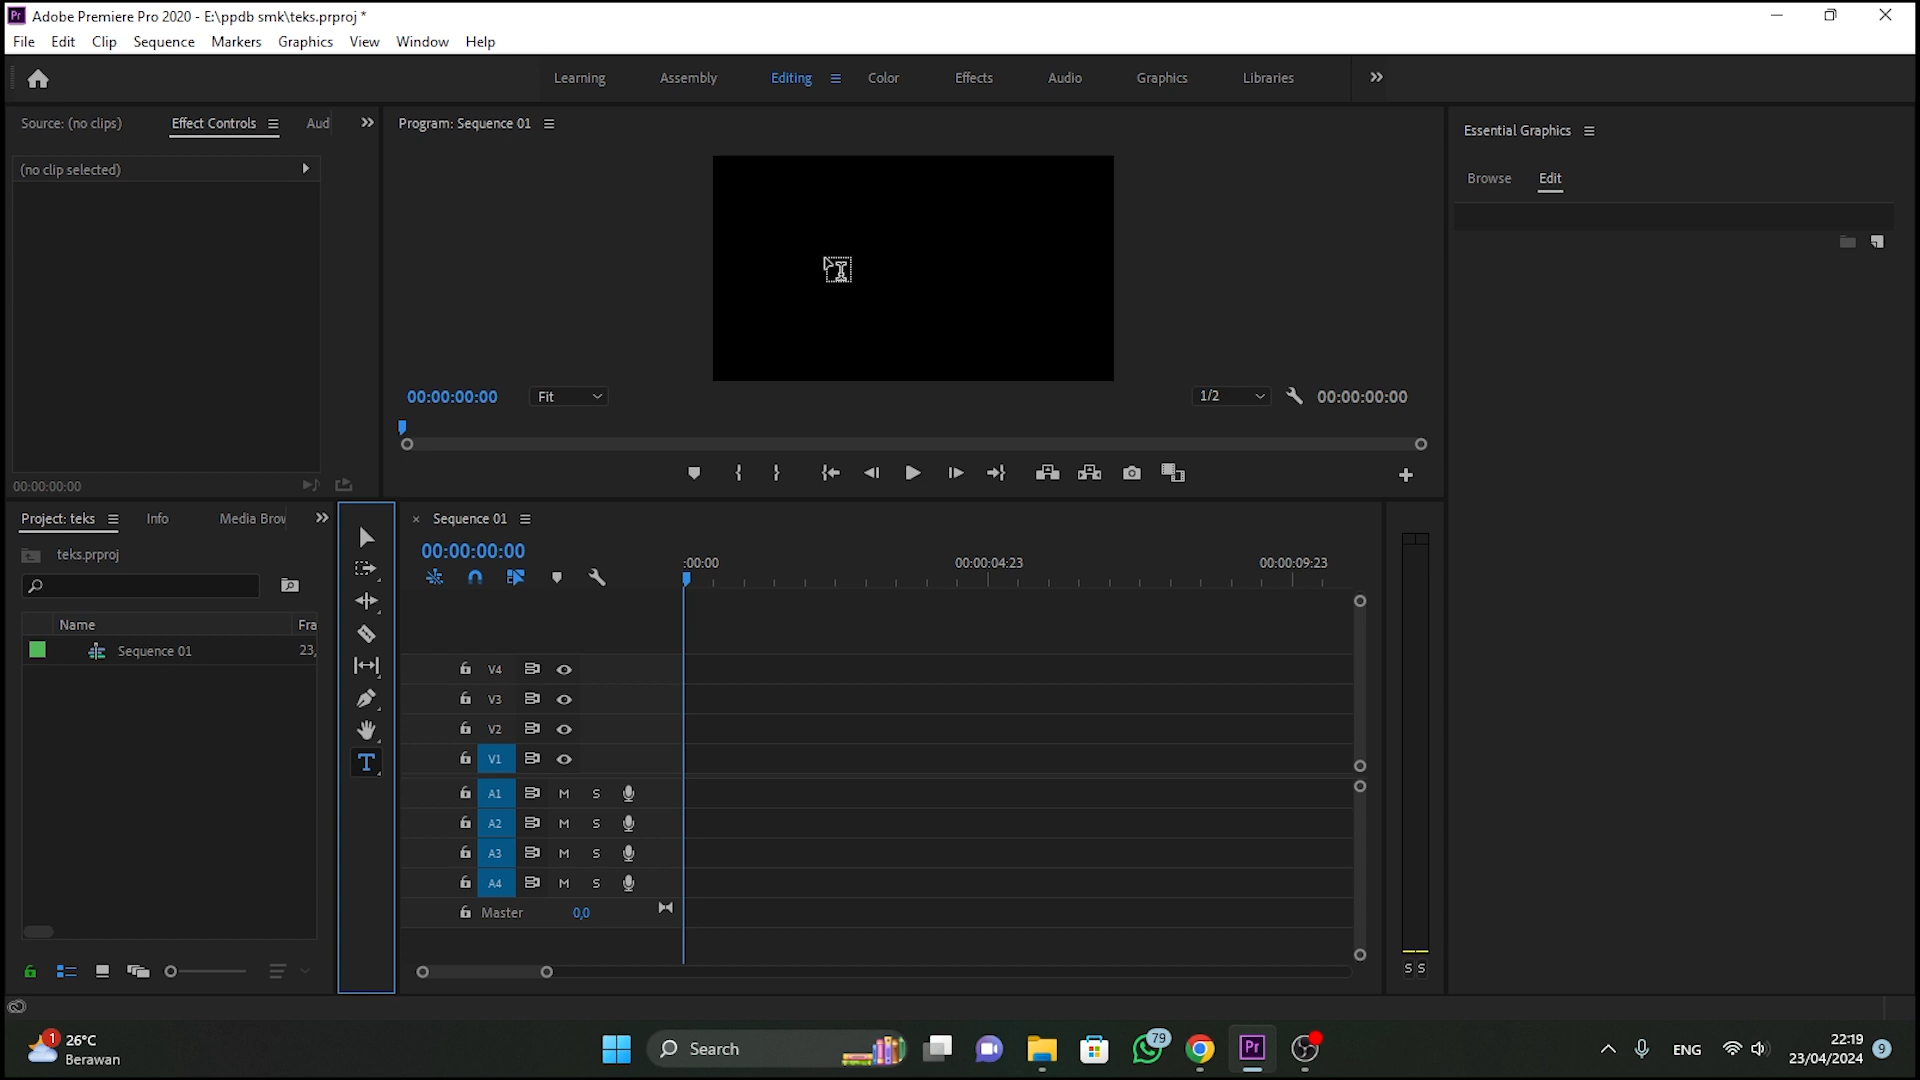 Adobe Premiere Pro 2020 - E:\ppdb smk\teks.prproj *
File Edit Clip Sequence Markers Graphics View Window Help
Learning Assembly Editing Color Effects Audio Graphics Libraries
Source: (no clips) Effect Controls Aud
Program: Sequence 01
Essential Graphics
(no clip selected)
Browse Edit
00:00:00:00 Fit 1/2 00:00:00:00
00:00:00:00
Project: teks Info Media Brow
Sequence 01
teks.prproj
00:00:00:00
:00:00 00:00:04:23 00:00:09:23
Name Fra
Sequence 01 23,
V4
V3
V2
V1
A1 M S
A2 M S
A3 M S
A4 M S
Master 0,0
S S
1 26°C
Berawan
Search
79
Pr
ENG
22:19
23/04/2024
9